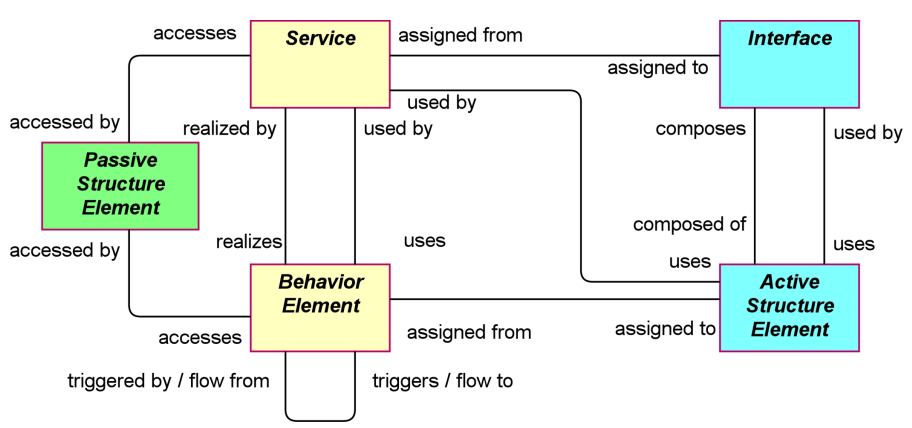 accesses
Service
assigned from
Interface
assigned to
used by
accessed by
realized by
used by
composes
used by
Passive
Structure
Element
composed of
accessed by
realizes
uses
uses
uses
Behavior
Element
Active
Structure
Element
accesses
assigned from
assigned to
triggered by / flow from
triggers / flow to